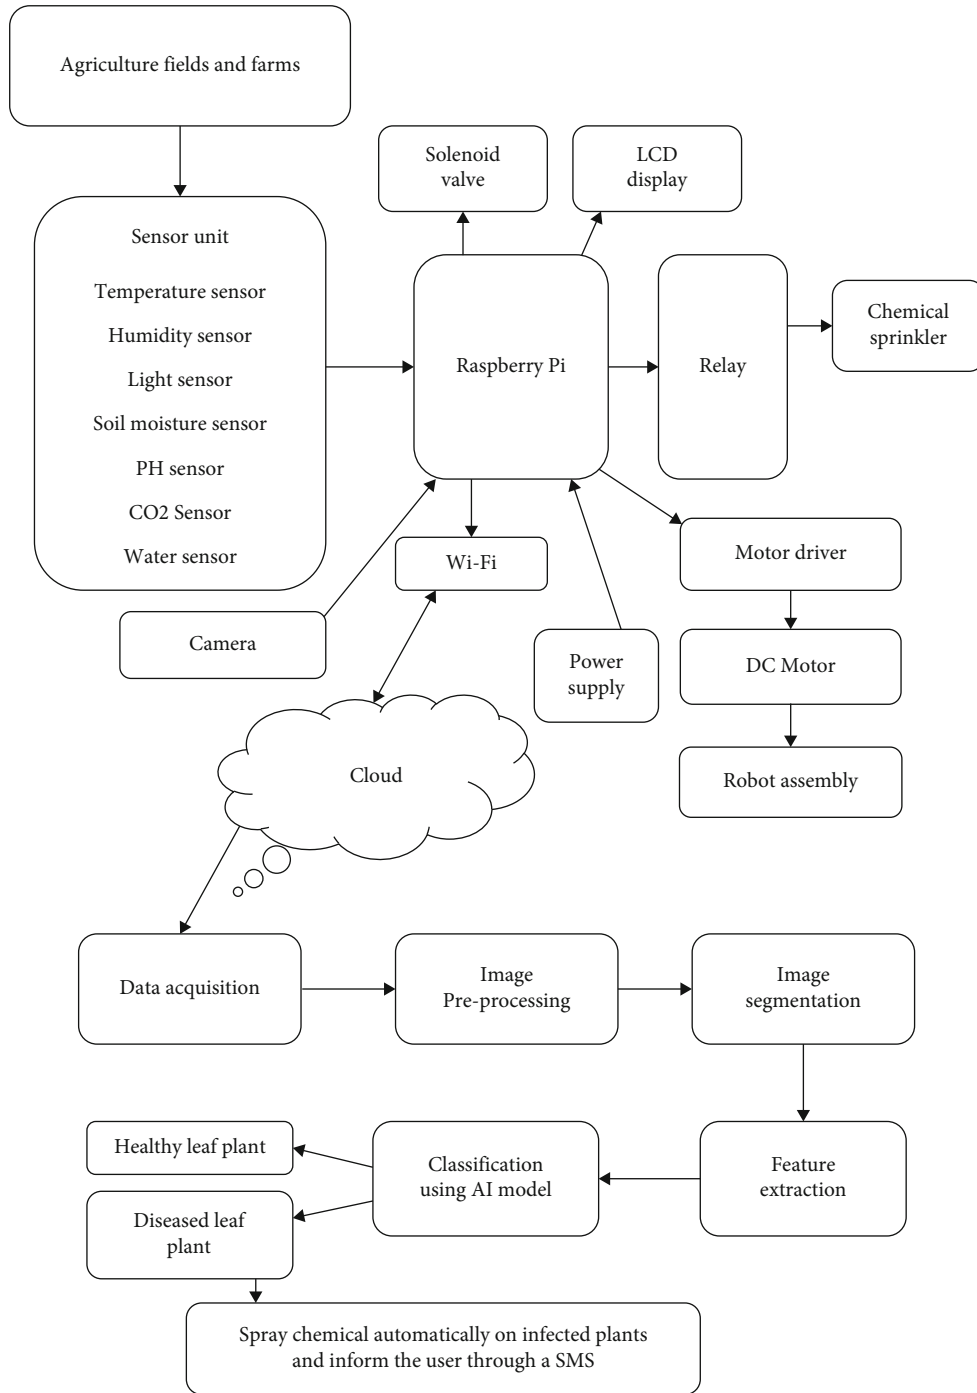 Agriculture fields and farms
Solenoid
valve
LCD
display
Sensor unit
Temperature sensor
Humidity sensor
Light sensor
Soil moisture sensor
PH sensor
CO2 Sensor
Water sensor
Raspberry Pi
Relay
Chemical
sprinkler
Wi-Fi
Motor driver
Camera
Power
supply
DC Motor
Cloud
Robot assembly
Data acquisition
Image
Pre-processing
Image
segmentation
Healthy leaf plant
Classification
using AI model
Feature
extraction
Diseased leaf
plant
Spray chemical automatically on infected plants
and inform the user through a SMS